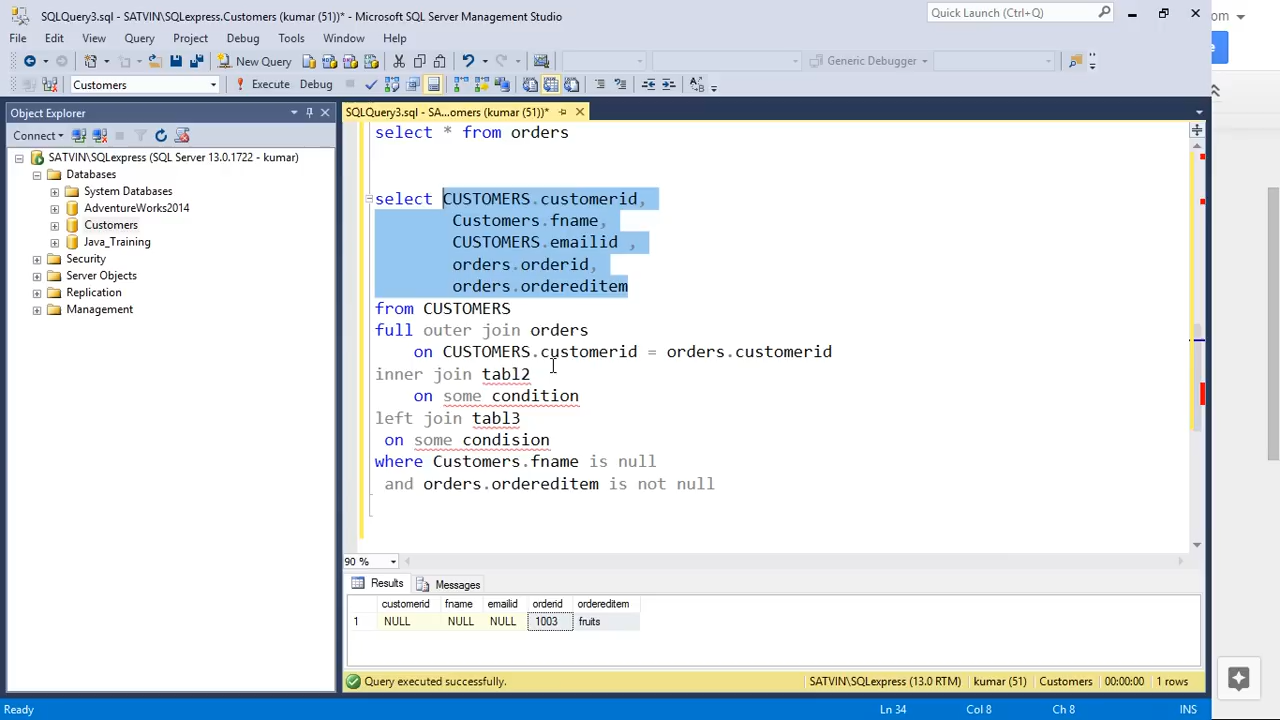 SQLQuery3.sql - SATVIN\SQLexpress.Customers (kumar (51))* - Microsoft SQL Server Management Studio
Quick Launch (Ctrl+Q)
om
File Edit View Query Project Debug Tools Window Help
New Query
Generic Debugger
Customers
Execute Debug
Object Explorer
SQLQuery3.sql - SA...omers (kumar (51))*
Connect
SATVIN\SQLexpress (SQL Server 13.0.1722 - kumar)
Databases
System Databases
AdventureWorks2014
Customers
Java_Training
Security
Server Objects
Replication
Management
select * from orders
select CUSTOMERS.customerid,
Customers.fname,
CUSTOMERS.emailid ,
orders.orderid,
orders.ordereditem
from CUSTOMERS
full outer join orders
on CUSTOMERS.customerid = orders.customerid
inner join tabl2
on some condition
left join tabl3
on some condision
where Customers.fname is null
and orders.ordereditem is not null
90 %
Results Messages
customerid fname emailid orderid ordereditem
1 NULL NULL NULL 1003 fruits
Query executed successfully. SATVIN\SQLexpress (13.0 RTM) kumar (51) Customers 00:00:00 1 rows
Ready Ln 34 Col 8 Ch 8 INS